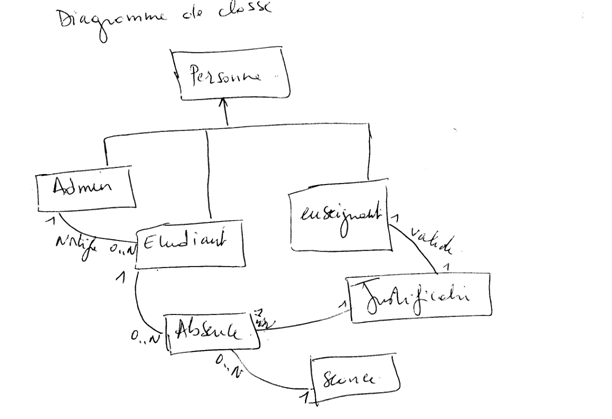 Diagramme de classe
Personne
Admin
enseignant
1
1
valide
0..N
Etudiant
1
1
Justificatif
1
Absence
0..N
0..N
1
Seance